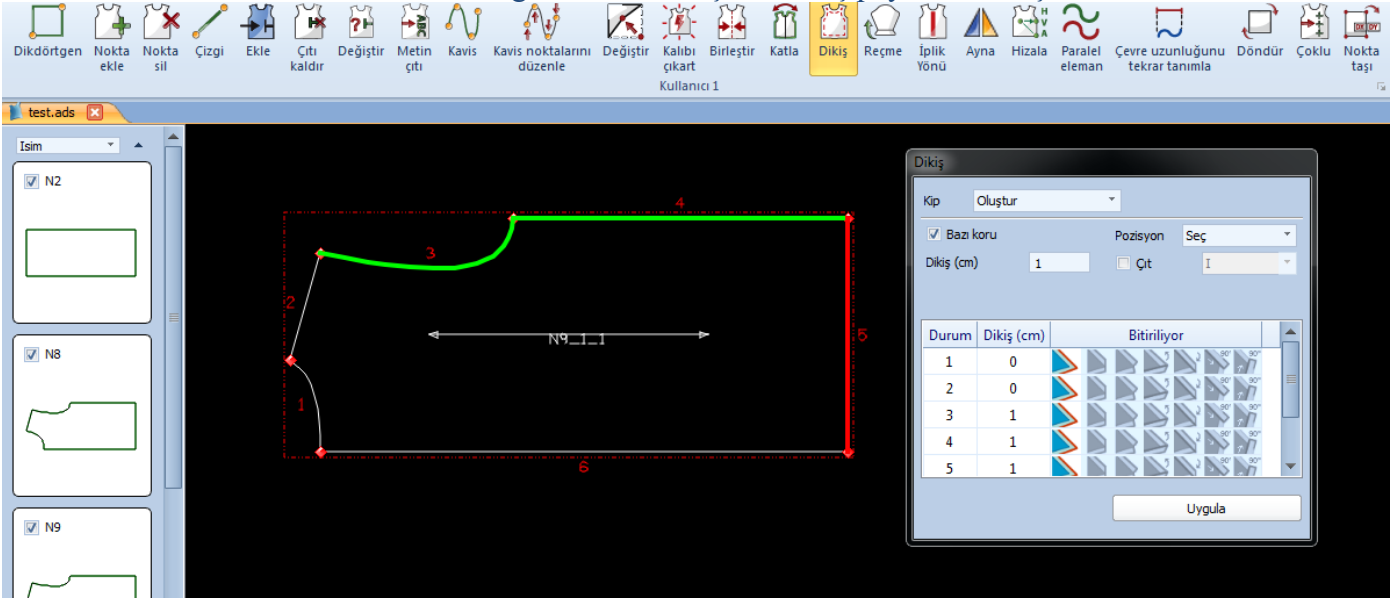 Dikdörtgen Nokta ekle Nokta sil Çizgi Ekle Çıtı kaldır Değiştir Metin çıtı Kavis Kavis noktalarını düzenle Değiştir Kalıbı çıkart Birleştir Katla Dikiş Reçme İplik Yönü Ayna Hizala Paralel eleman Çevre uzunluğunu tekrar tanımla Döndür Çoklu Nokta taşı
Kullanıcı 1
test.ads
Isim
N2
N8
N9
4
3
2
5
N9_1_1
1
6
Dikiş
Kip Oluştur
Bazı koru Pozisyon Seç
Dikiş (cm) 1 Çıt I
Durum Dikiş (cm) Bitiriliyor
1 0
2 0
3 1
4 1
5 1
Uygula